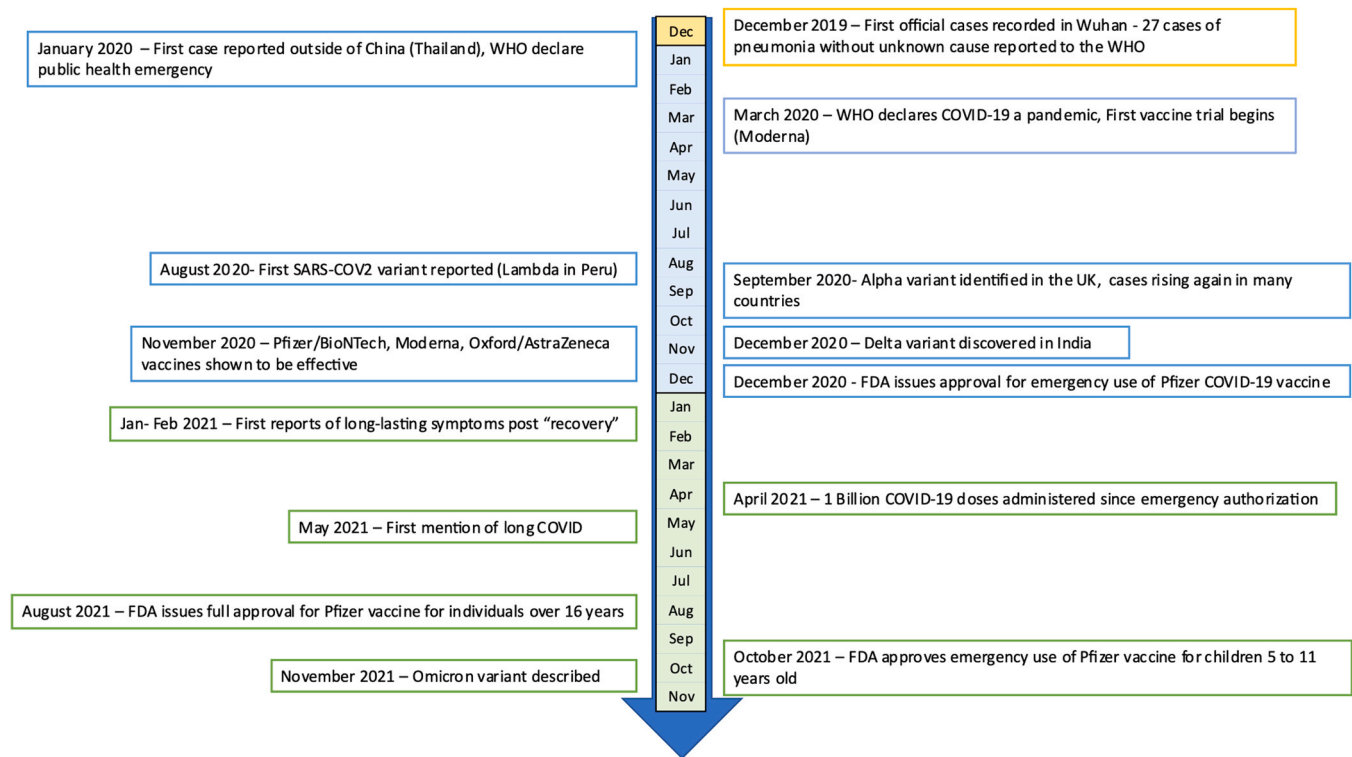 December 2019 – First official cases recorded in Wuhan - 27 cases of
pneumonia without unknown cause reported to the WHO
January 2020 – First case reported outside of China (Thailand), WHO declare
public health emergency
March 2020 – WHO declares COVID-19 a pandemic, First vaccine trial begins
(Moderna)
August 2020- First SARS-COV2 variant reported (Lambda in Peru)
September 2020- Alpha variant identified in the UK, cases rising again in many
countries
November 2020 – Pfizer/BioNTech, Moderna, Oxford/AstraZeneca
vaccines shown to be effective
December 2020 – Delta variant discovered in India
December 2020 - FDA issues approval for emergency use of Pfizer COVID-19 vaccine
Jan- Feb 2021 – First reports of long-lasting symptoms post “recovery”
April 2021 – 1 Billion COVID-19 doses administered since emergency authorization
May 2021 – First mention of long COVID
August 2021 – FDA issues full approval for Pfizer vaccine for individuals over 16 years
October 2021 – FDA approves emergency use of Pfizer vaccine for children 5 to 11
years old
November 2021 – Omicron variant described
Dec
Jan
Feb
Mar
Apr
May
Jun
Jul
Aug
Sep
Oct
Nov
Dec
Jan
Feb
Mar
Apr
May
Jun
Jul
Aug
Sep
Oct
Nov